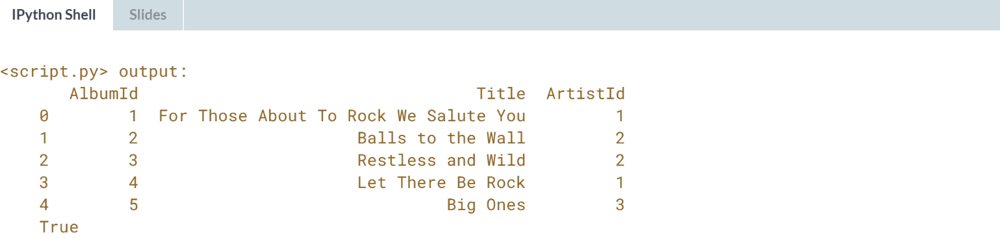 IPython Shell Slides
<script.py> output:
AlbumId Title ArtistId
0 1 For Those About To Rock We Salute You 1
1 2 Balls to the Wall 2
2 3 Restless and Wild 2
3 4 Let There Be Rock 1
4 5 Big Ones 3
True